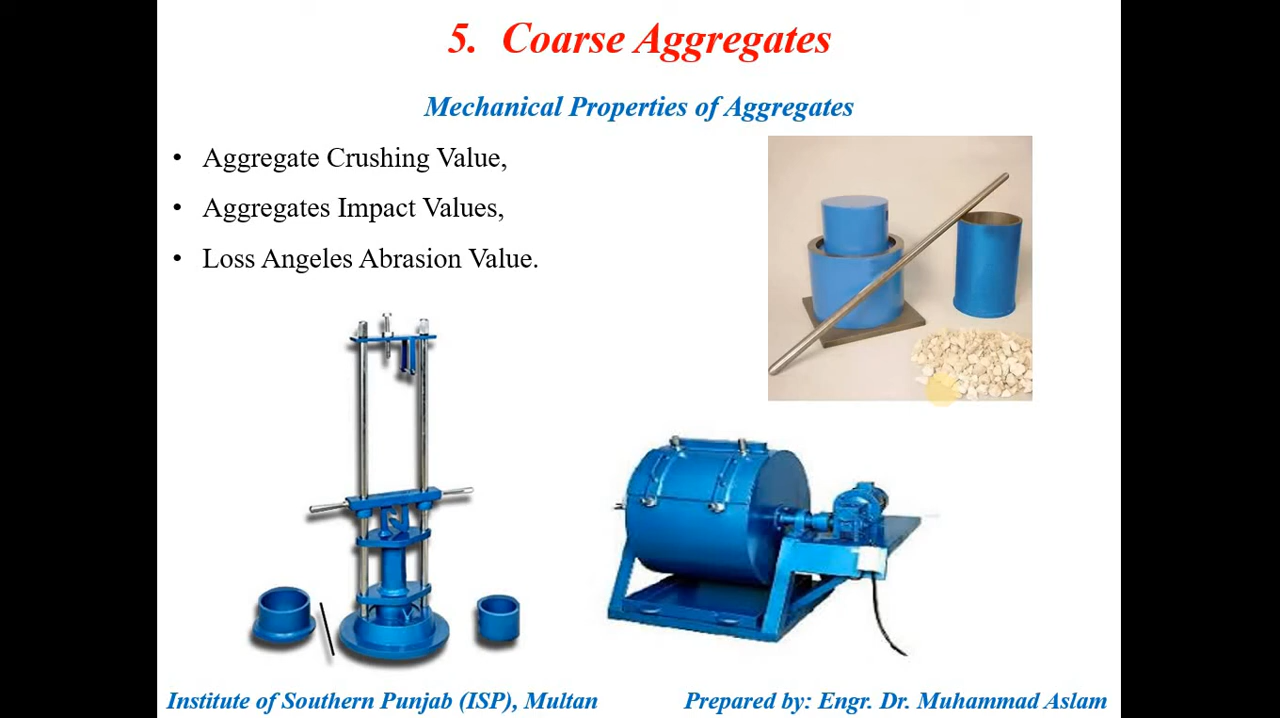 5. Coarse Aggregates
Mechanical Properties of Aggregates
• Aggregate Crushing Value,
• Aggregates Impact Values,
• Loss Angeles Abrasion Value.
Institute of Southern Punjab (ISP), Multan
Prepared by: Engr. Dr. Muhammad Aslam